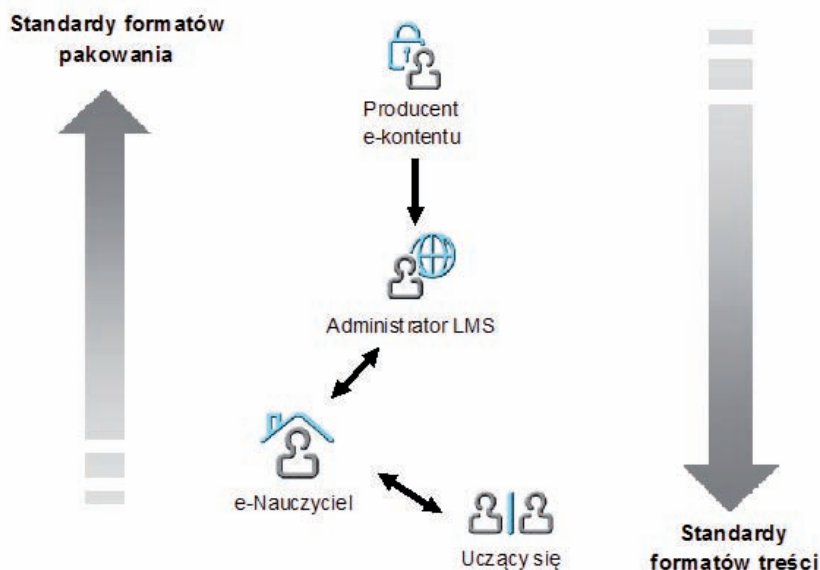 Standardy formatów
pakowania
Producent
e-kontentu
Administrator LMS
e-Nauczyciel
Uczący się
Standardy
formatów treści